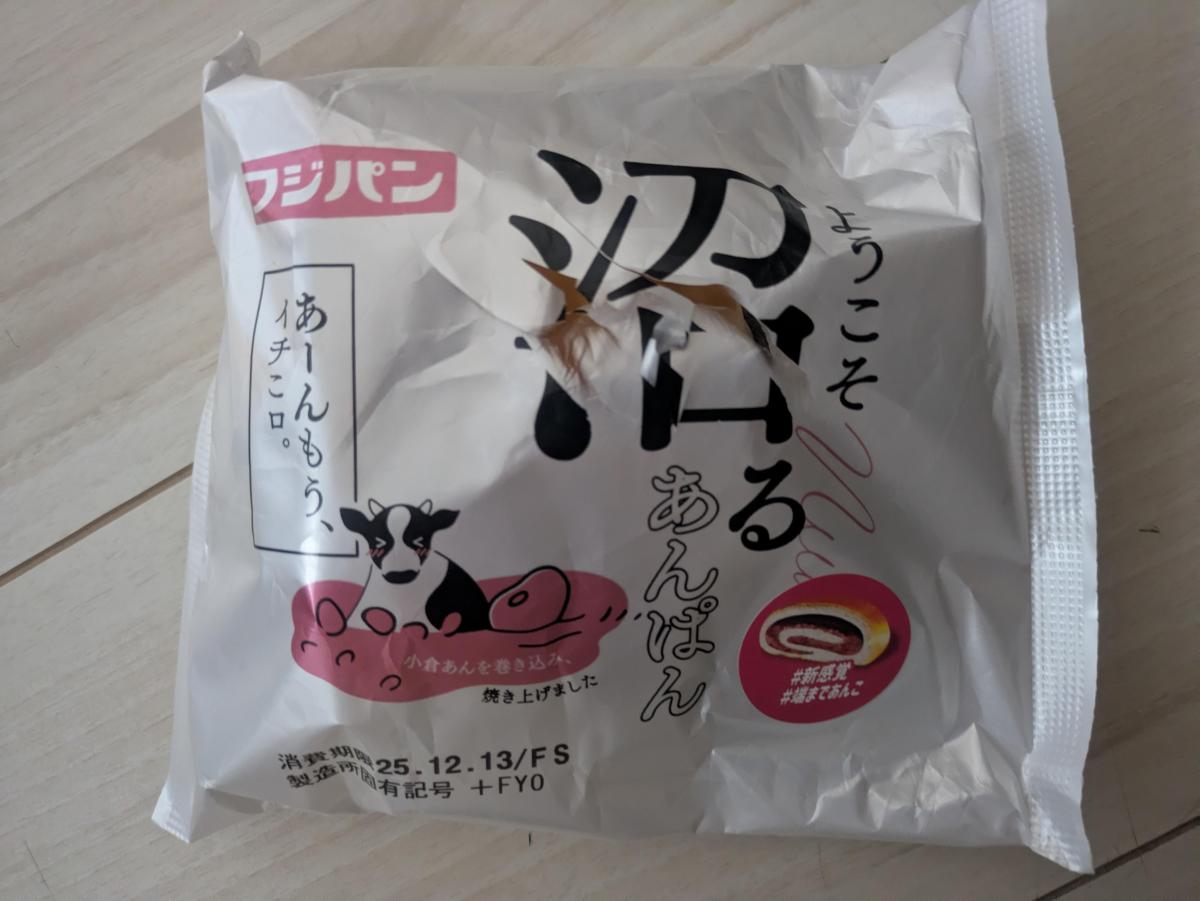 フジパン
ようこそ
沼る
あんぱん
あーんもう、
イチこロ。
小倉あんを巻き込み、
焼き上げました
#新感覚
#端まであんこ
消費期限25.12.13/FS
製造所固有記号 +FY0